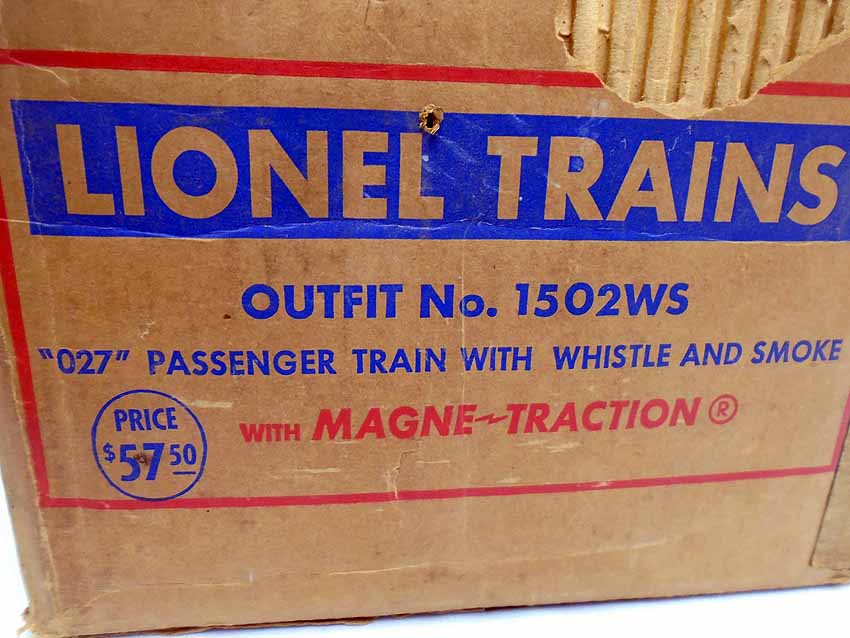 LIONEL TRAINS
OUTFIT No. 1502WS
"027" PASSENGER TRAIN WITH WHISTLE AND SMOKE
WITH MAGNE~TRACTION ®
PRICE
$57 50